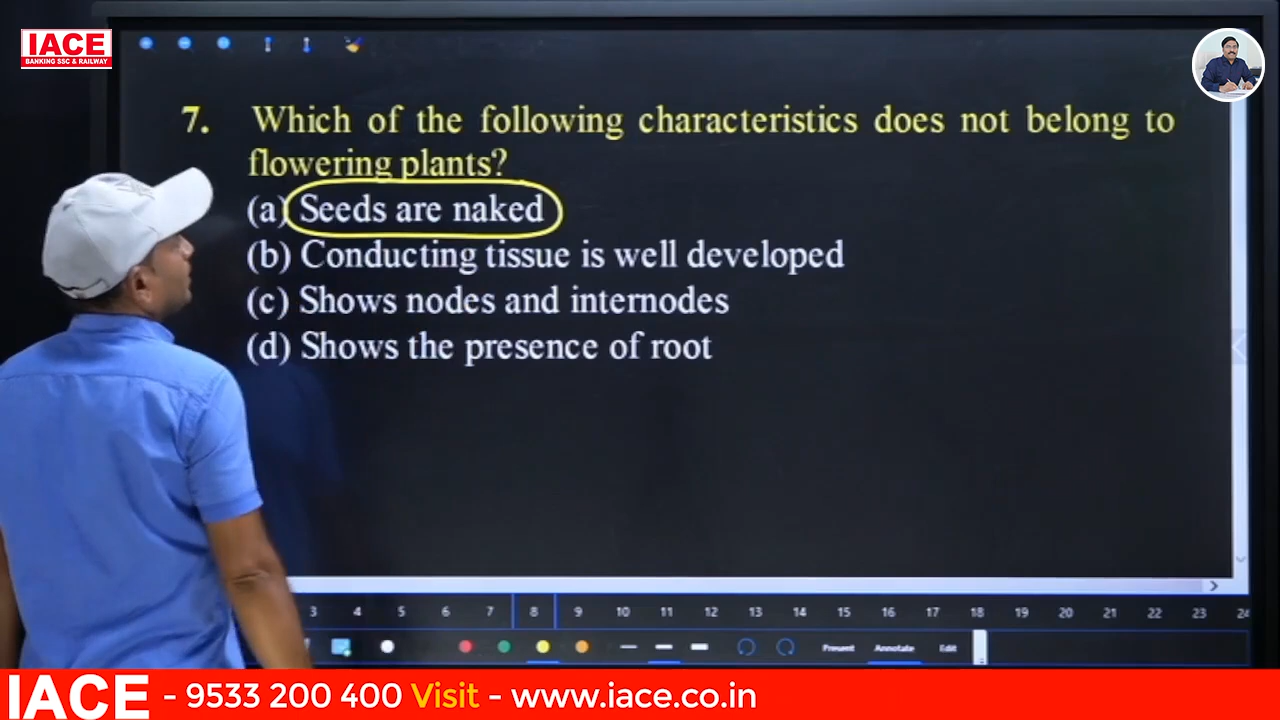 IACE
BANKING SSC & RAILWAY
7. Which of the following characteristics does not belong to
flowering plants?
(a) Seeds are naked
(b) Conducting tissue is well developed
(c) Shows nodes and internodes
(d) Shows the presence of root
3 4 5 6 7 8 9 10 11 12 13 14 15 16 17 18 19 20 21 22 23 24
Present Annotate Edit
IACE - 9533 200 400 Visit - www.iace.co.in